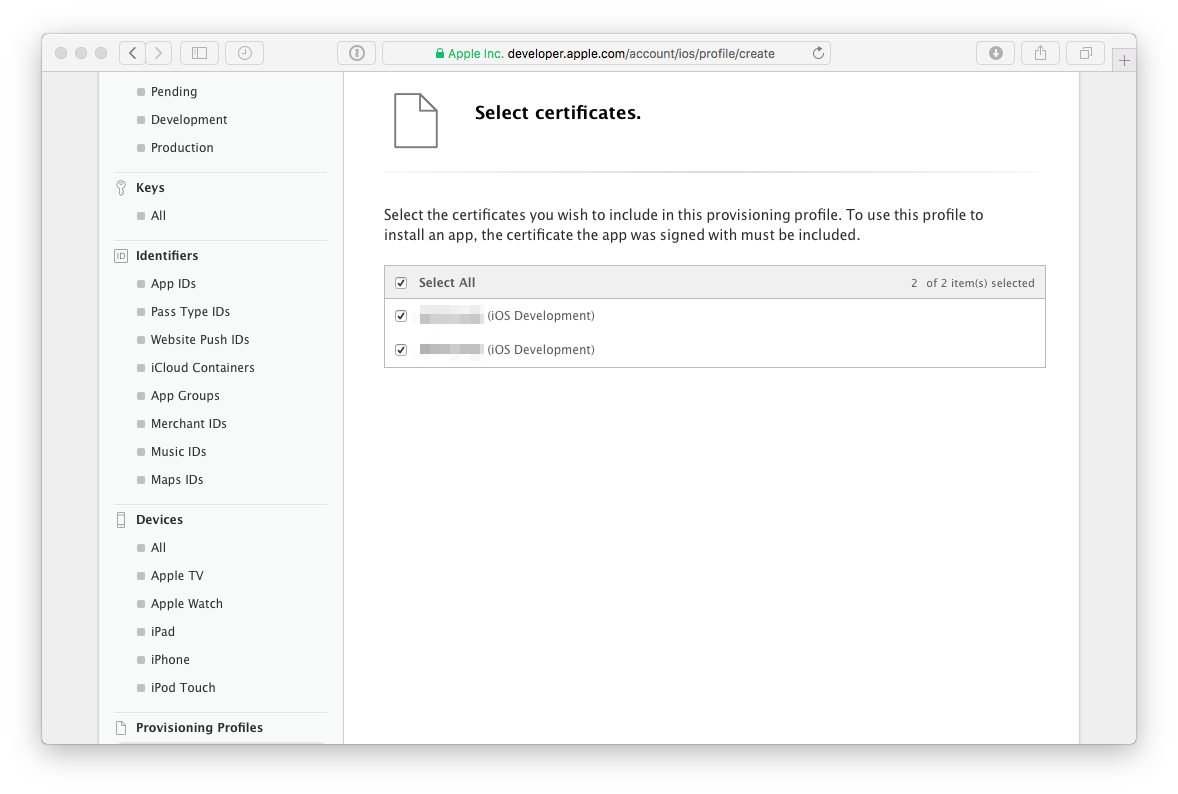 Apple Inc. developer.apple.com/account/ios/profile/create
Pending
Development
Production
Keys
All
ID Identifiers
App IDs
Pass Type IDs
Website Push IDs
iCloud Containers
App Groups
Merchant IDs
Music IDs
Maps IDs
Devices
All
Apple TV
Apple Watch
iPad
iPhone
iPod Touch
Provisioning Profiles
Select certificates.
Select the certificates you wish to include in this provisioning profile. To use this profile to
install an app, the certificate the app was signed with must be included.
Select All 2 of 2 item(s) selected
(iOS Development)
(iOS Development)